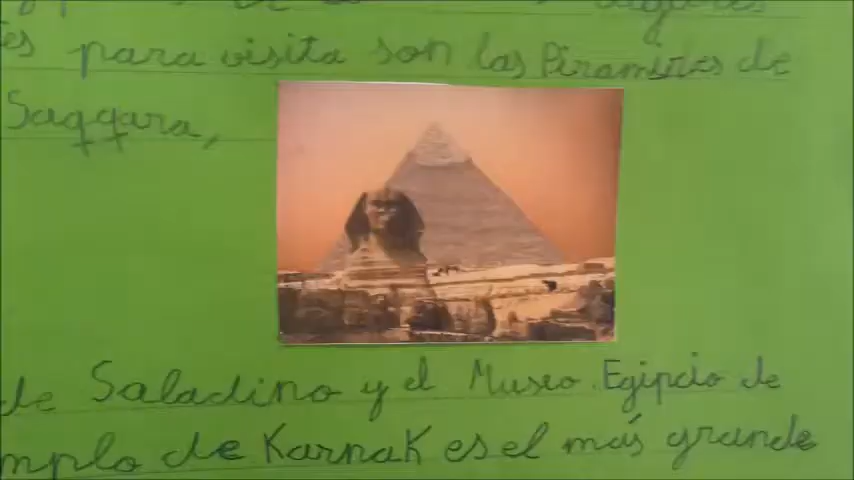 es para visita son las Piramides de
Saqqara,
de Saladino y el Museo Egipcio de
mplo de Karnak es el más grande